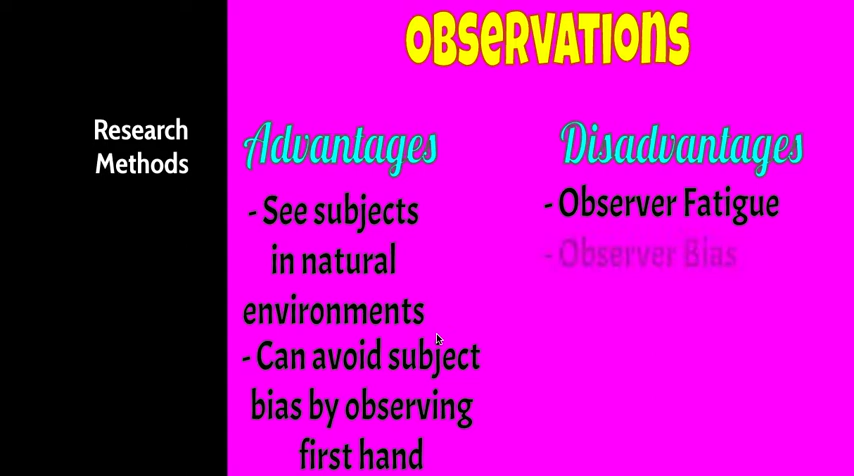 OBSERVATIONS
Research
Methods
Advantages
- See subjects
in natural
environments
- Can avoid subject
bias by observing
first hand
Disadvantages
- Observer Fatigue
- Observer Bias